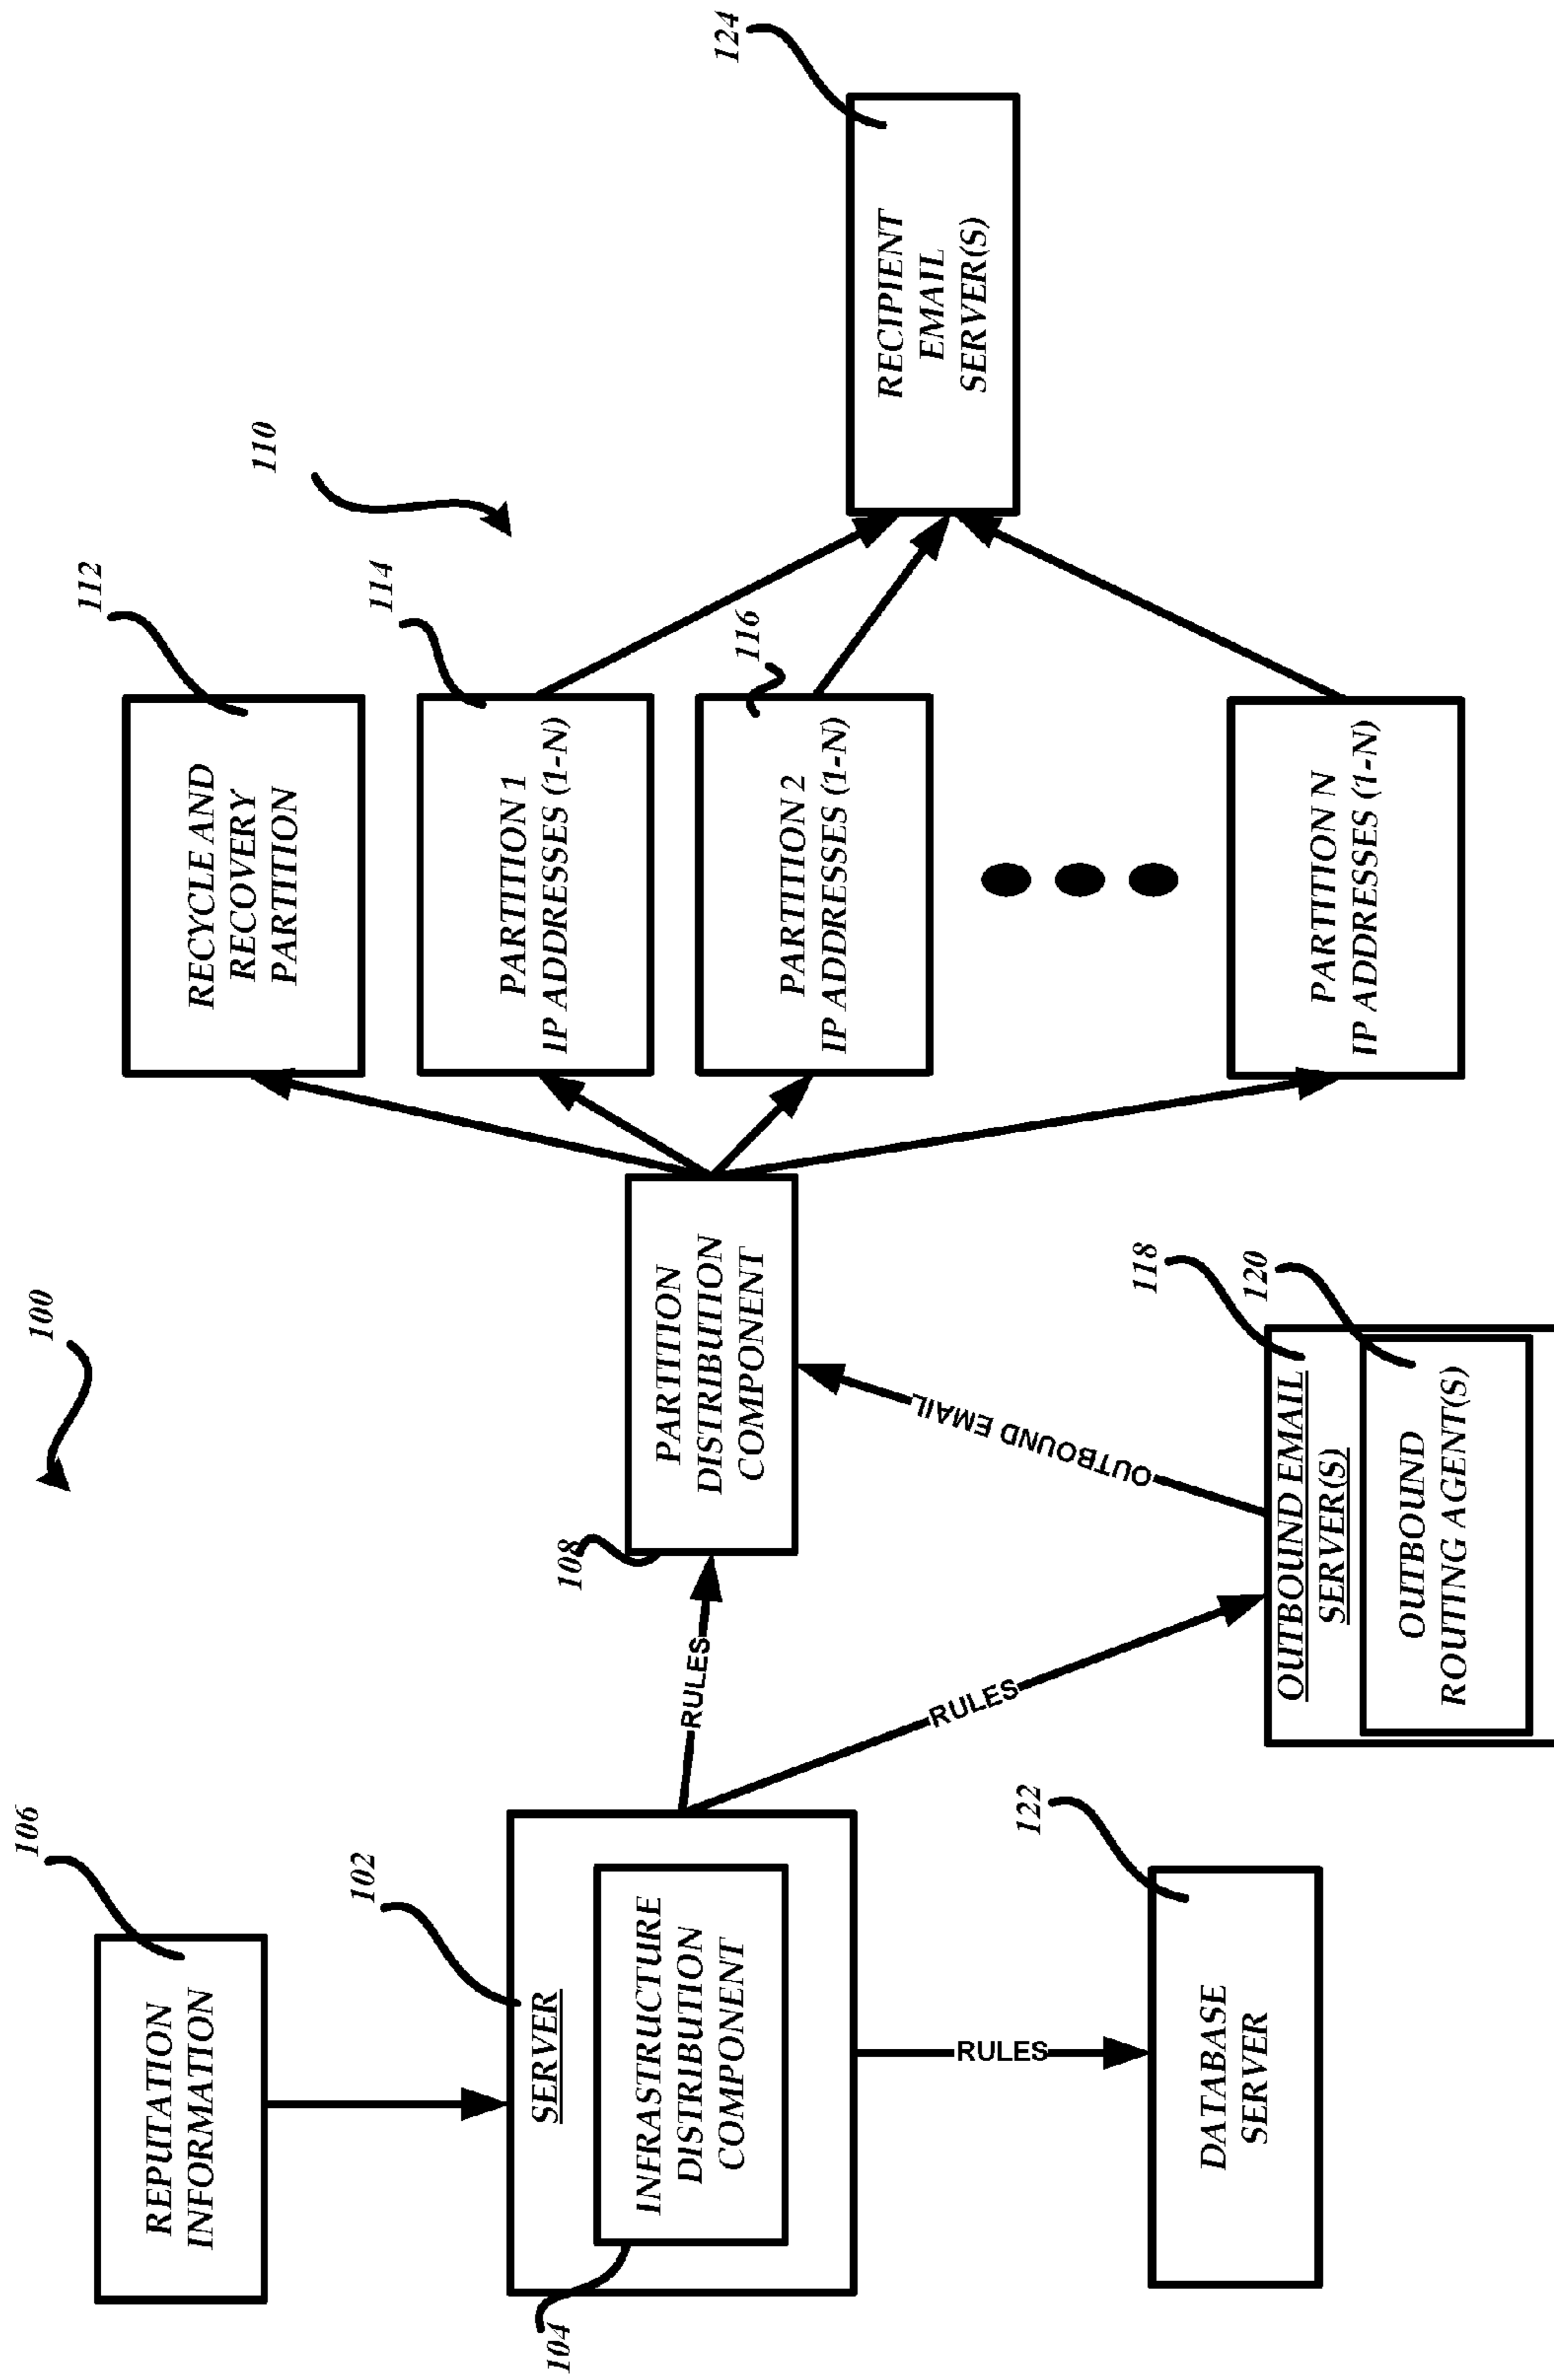 100
106
REPUTATION
INFORMATION
102
SERVER
INFRASTRUCTURE
DISTRIBUTION
COMPONENT
104
RULES
DATABASE
SERVER
122
RULES
RULES
108
PARTITION
DISTRIBUTION
COMPONENT
OUTBOUND EMAIL
118
OUTBOUND EMAIL
SERVER(S)
120
OUTBOUND
ROUTING AGENT(S)
112
RECYCLE AND
RECOVERY
PARTITION
110
114
PARTITION 1
IP ADDRESSES (1-N)
116
PARTITION 2
IP ADDRESSES (1-N)
PARTITION N
IP ADDRESSES (1-N)
124
RECIPIENT
EMAIL
SERVER(S)